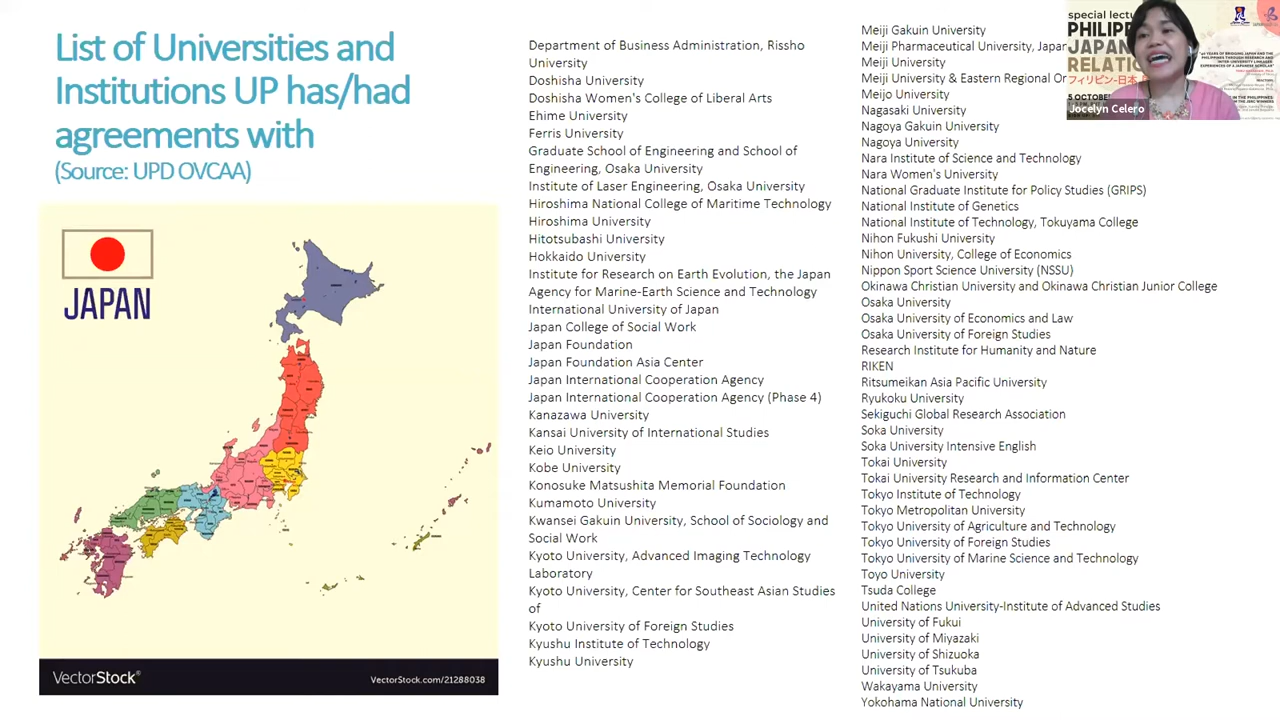 List of Universities and
Institutions UP has/had
agreements with
(Source: UPD OVCAA)
JAPAN
VectorStock®
VectorStock.com/21288038
Department of Business Administration, Rissho
University
Doshisha University
Doshisha Women's College of Liberal Arts
Ehime University
Ferris University
Graduate School of Engineering and School of
Engineering, Osaka University
Institute of Laser Engineering, Osaka University
Hiroshima National College of Maritime Technology
Hiroshima University
Hitotsubashi University
Hokkaido University
Institute for Research on Earth Evolution, the Japan
Agency for Marine-Earth Science and Technology
International University of Japan
Japan College of Social Work
Japan Foundation
Japan Foundation Asia Center
Japan International Cooperation Agency
Japan International Cooperation Agency (Phase 4)
Kanazawa University
Kansai University of International Studies
Keio University
Kobe University
Konosuke Matsushita Memorial Foundation
Kumamoto University
Kwansei Gakuin University, School of Sociology and
Social Work
Kyoto University, Advanced Imaging Technology
Laboratory
Kyoto University, Center for Southeast Asian Studies
of
Kyoto University of Foreign Studies
Kyushu Institute of Technology
Kyushu University
Meiji Gakuin University
Meiji Pharmaceutical University, Japan
Meiji University
Meiji University & Eastern Regional Or
Meijo University
Nagasaki University
Nagoya Gakuin University
Nagoya University
Nara Institute of Science and Technology
Nara Women's University
National Graduate Institute for Policy Studies (GRIPS)
National Institute of Genetics
National Institute of Technology, Tokuyama College
Nihon Fukushi University
Nihon University, College of Economics
Nippon Sport Science University (NSSU)
Okinawa Christian University and Okinawa Christian Junior College
Osaka University
Osaka University of Economics and Law
Osaka University of Foreign Studies
Research Institute for Humanity and Nature
RIKEN
Ritsumeikan Asia Pacific University
Ryukoku University
Sekiguchi Global Research Association
Soka University
Soka University Intensive English
Tokai University
Tokai University Research and Information Center
Tokyo Institute of Technology
Tokyo Metropolitan University
Tokyo University of Agriculture and Technology
Tokyo University of Foreign Studies
Tokyo University of Marine Science and Technology
Toyo University
Tsuda College
United Nations University-Institute of Advanced Studies
University of Fukui
University of Miyazaki
University of Shizuoka
University of Tsukuba
Wakayama University
Yokohama National University
special lectu
PHILIP
JAPAN
RELATIO
フィリピン-日本
5 OCTOBER
Jocelyn Celero